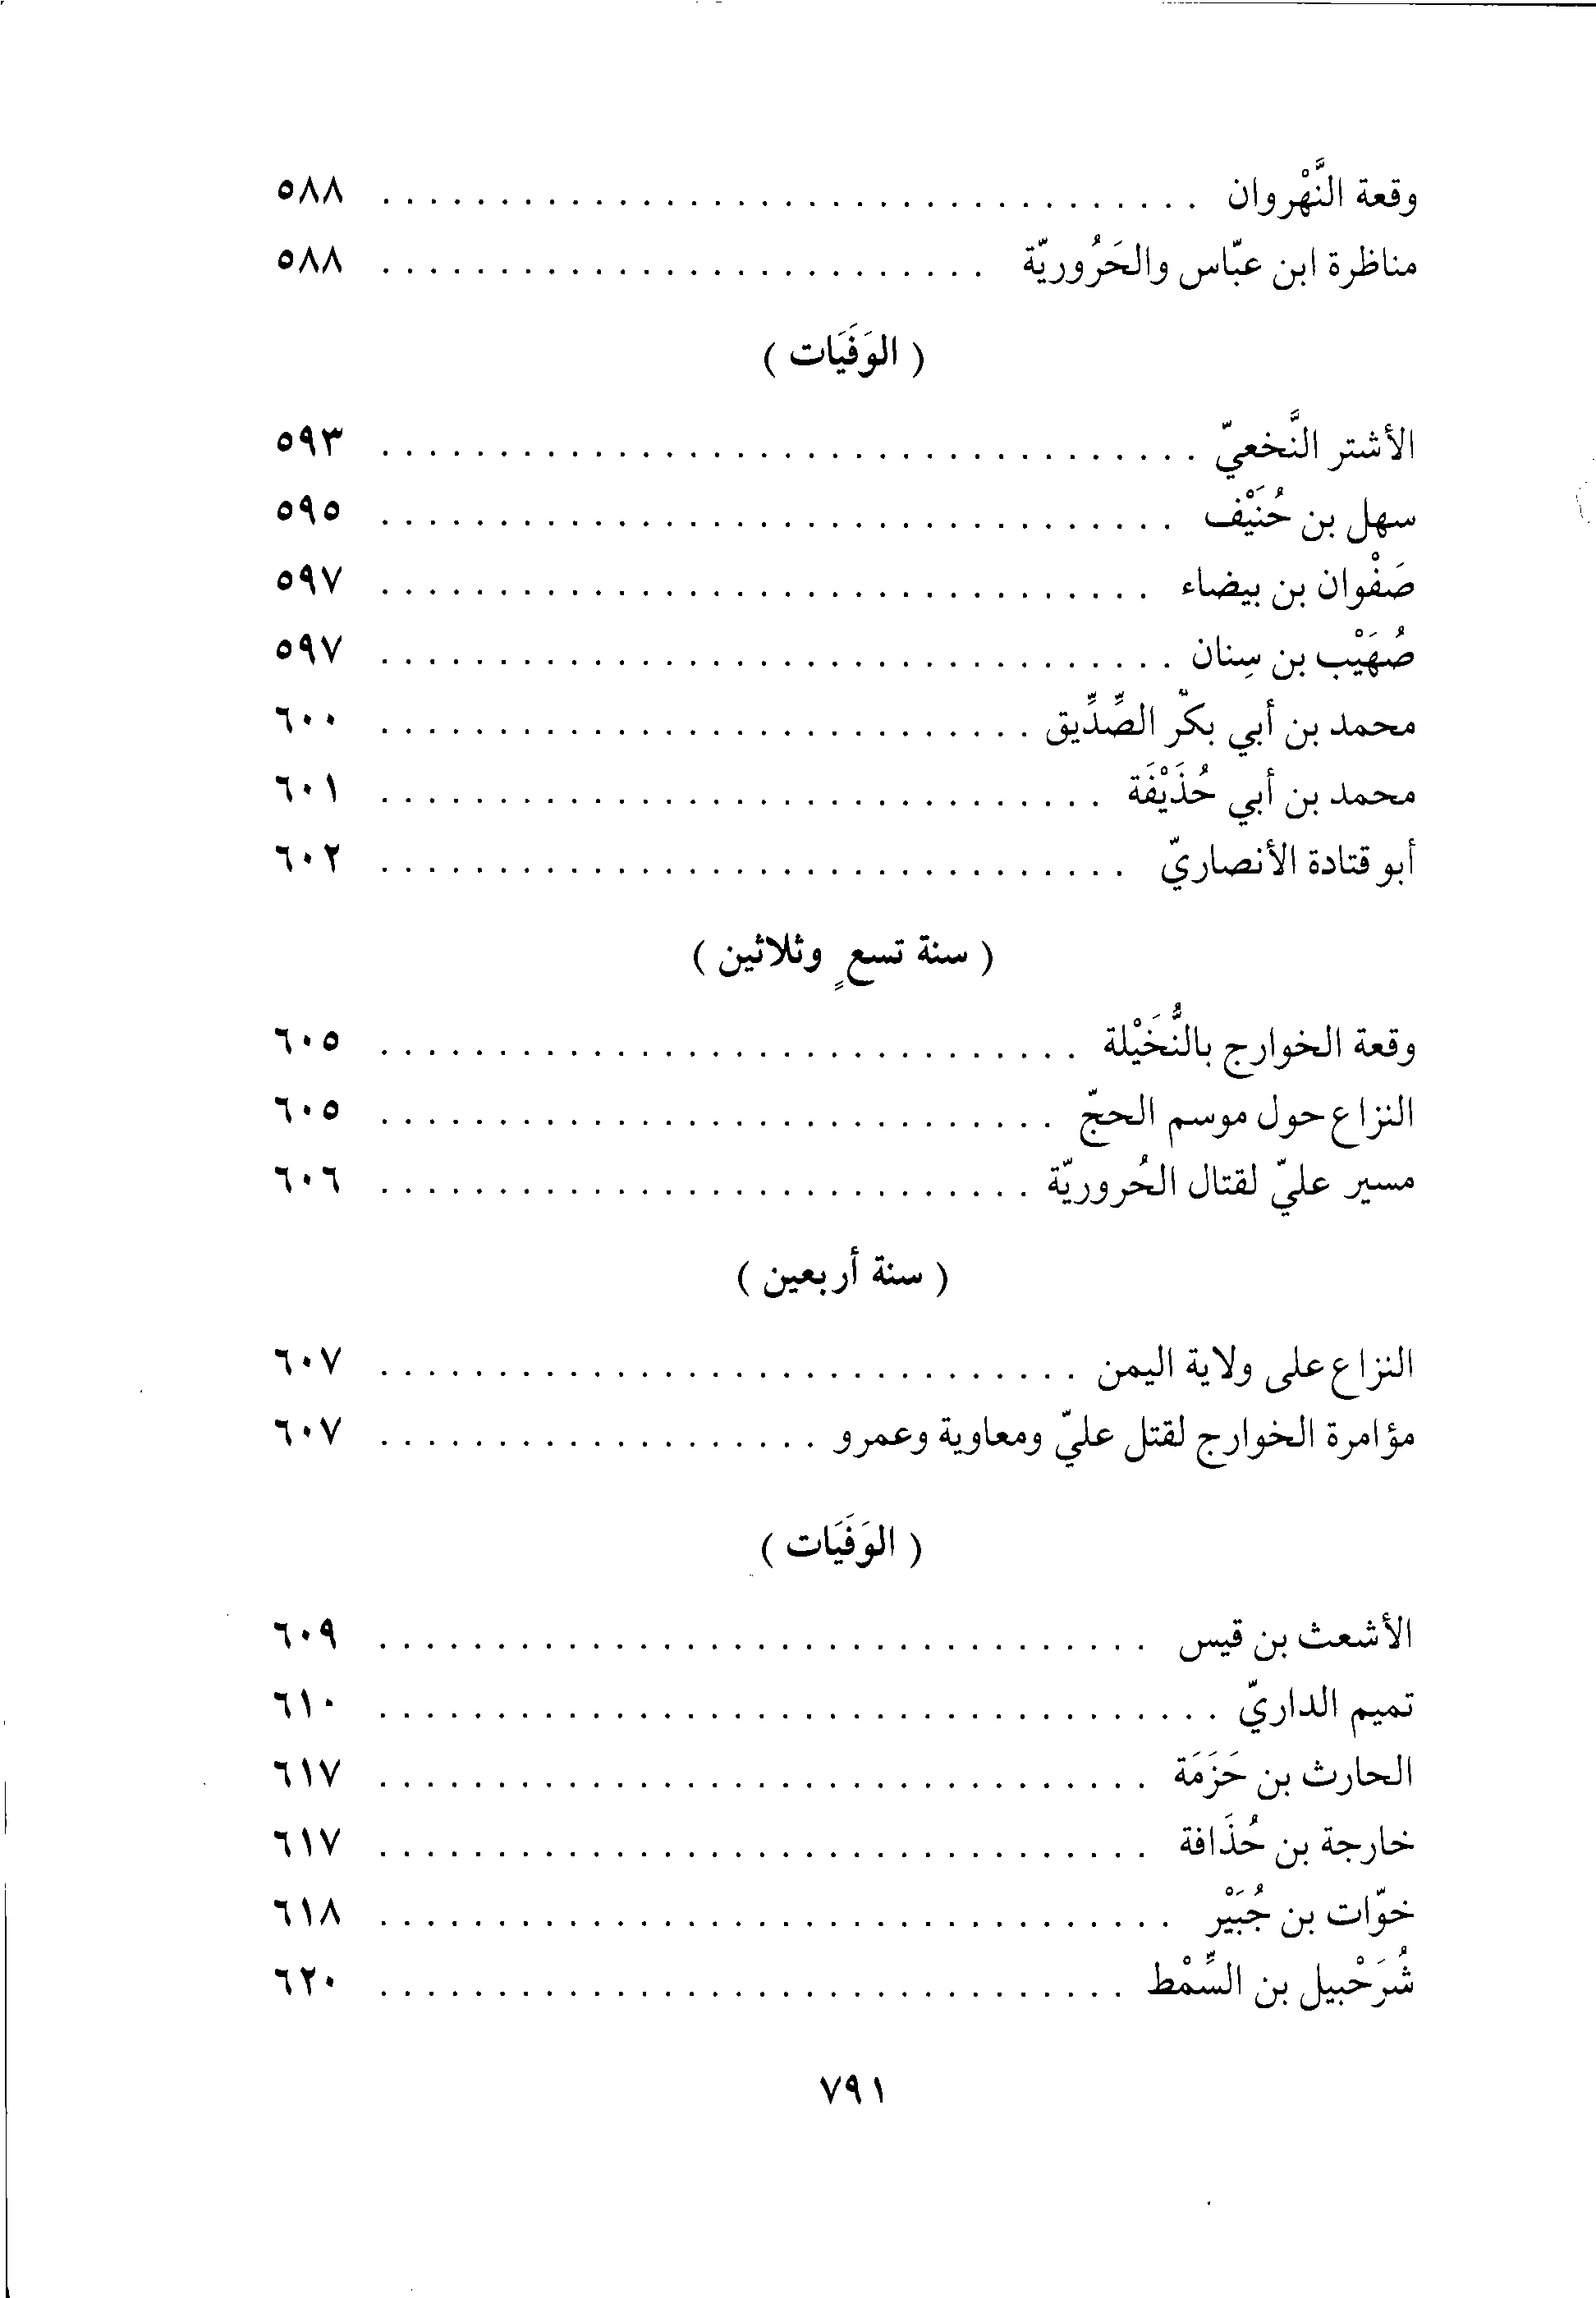 وقعة النَّهْروان . . . . . . . . . . . . . . . . . . . . . . . . . . . . . . . . . . . ٥٨٨
مناظرة ابن عبّاس والحَرُوريّة . . . . . . . . . . . . . . . . . . . . . . . . . . ٥٨٨
( الوَفَيَات )
الأشتر النَّخعيّ . . . . . . . . . . . . . . . . . . . . . . . . . . . . . . . . . . . ٥٩٣
سهل بن حُنَيْف . . . . . . . . . . . . . . . . . . . . . . . . . . . . . . . . . . ٥٩٥
صَفْوان بن بيضاء . . . . . . . . . . . . . . . . . . . . . . . . . . . . . . . . . ٥٩٧
صُهَيْب بن سِنان . . . . . . . . . . . . . . . . . . . . . . . . . . . . . . . . . . ٥٩٧
محمد بن أبي بكر الصِّدِّيق . . . . . . . . . . . . . . . . . . . . . . . . . . . . ٦٠٠
محمد بن أبي حُذَيْفَة . . . . . . . . . . . . . . . . . . . . . . . . . . . . . . . ٦٠١
أبو قتادة الأنصاريّ . . . . . . . . . . . . . . . . . . . . . . . . . . . . . . . . ٦٠٢
( سنة تسعٍ وثلاثين )
وقعة الخوارج بالنُّخَيْلة . . . . . . . . . . . . . . . . . . . . . . . . . . . . . . ٦٠٥
النزاع حول موسم الحجّ . . . . . . . . . . . . . . . . . . . . . . . . . . . . . ٦٠٥
مسير عليّ لقتال الحُروريّة . . . . . . . . . . . . . . . . . . . . . . . . . . . . ٦٠٦
( سنة أربعين )
النزاع على ولاية اليمن . . . . . . . . . . . . . . . . . . . . . . . . . . . . . . ٦٠٧
مؤامرة الخوارج لقتل عليّ ومعاوية وعمرو . . . . . . . . . . . . . . . . . . . ٦٠٧
( الوَفَيَات )
الأشعث بن قيس . . . . . . . . . . . . . . . . . . . . . . . . . . . . . . . . . ٦٠٩
تميم الداريّ . . . . . . . . . . . . . . . . . . . . . . . . . . . . . . . . . . . . ٦١٠
الحارث بن حَزَمَة . . . . . . . . . . . . . . . . . . . . . . . . . . . . . . . . . ٦١٧
خارجة بن حُذَافة . . . . . . . . . . . . . . . . . . . . . . . . . . . . . . . . . ٦١٧
خوّات بن جُبَيْر . . . . . . . . . . . . . . . . . . . . . . . . . . . . . . . . . . ٦١٨
شُرَحْبيل بن السِّمْط . . . . . . . . . . . . . . . . . . . . . . . . . . . . . . . . ٦٢٠
٧٩١